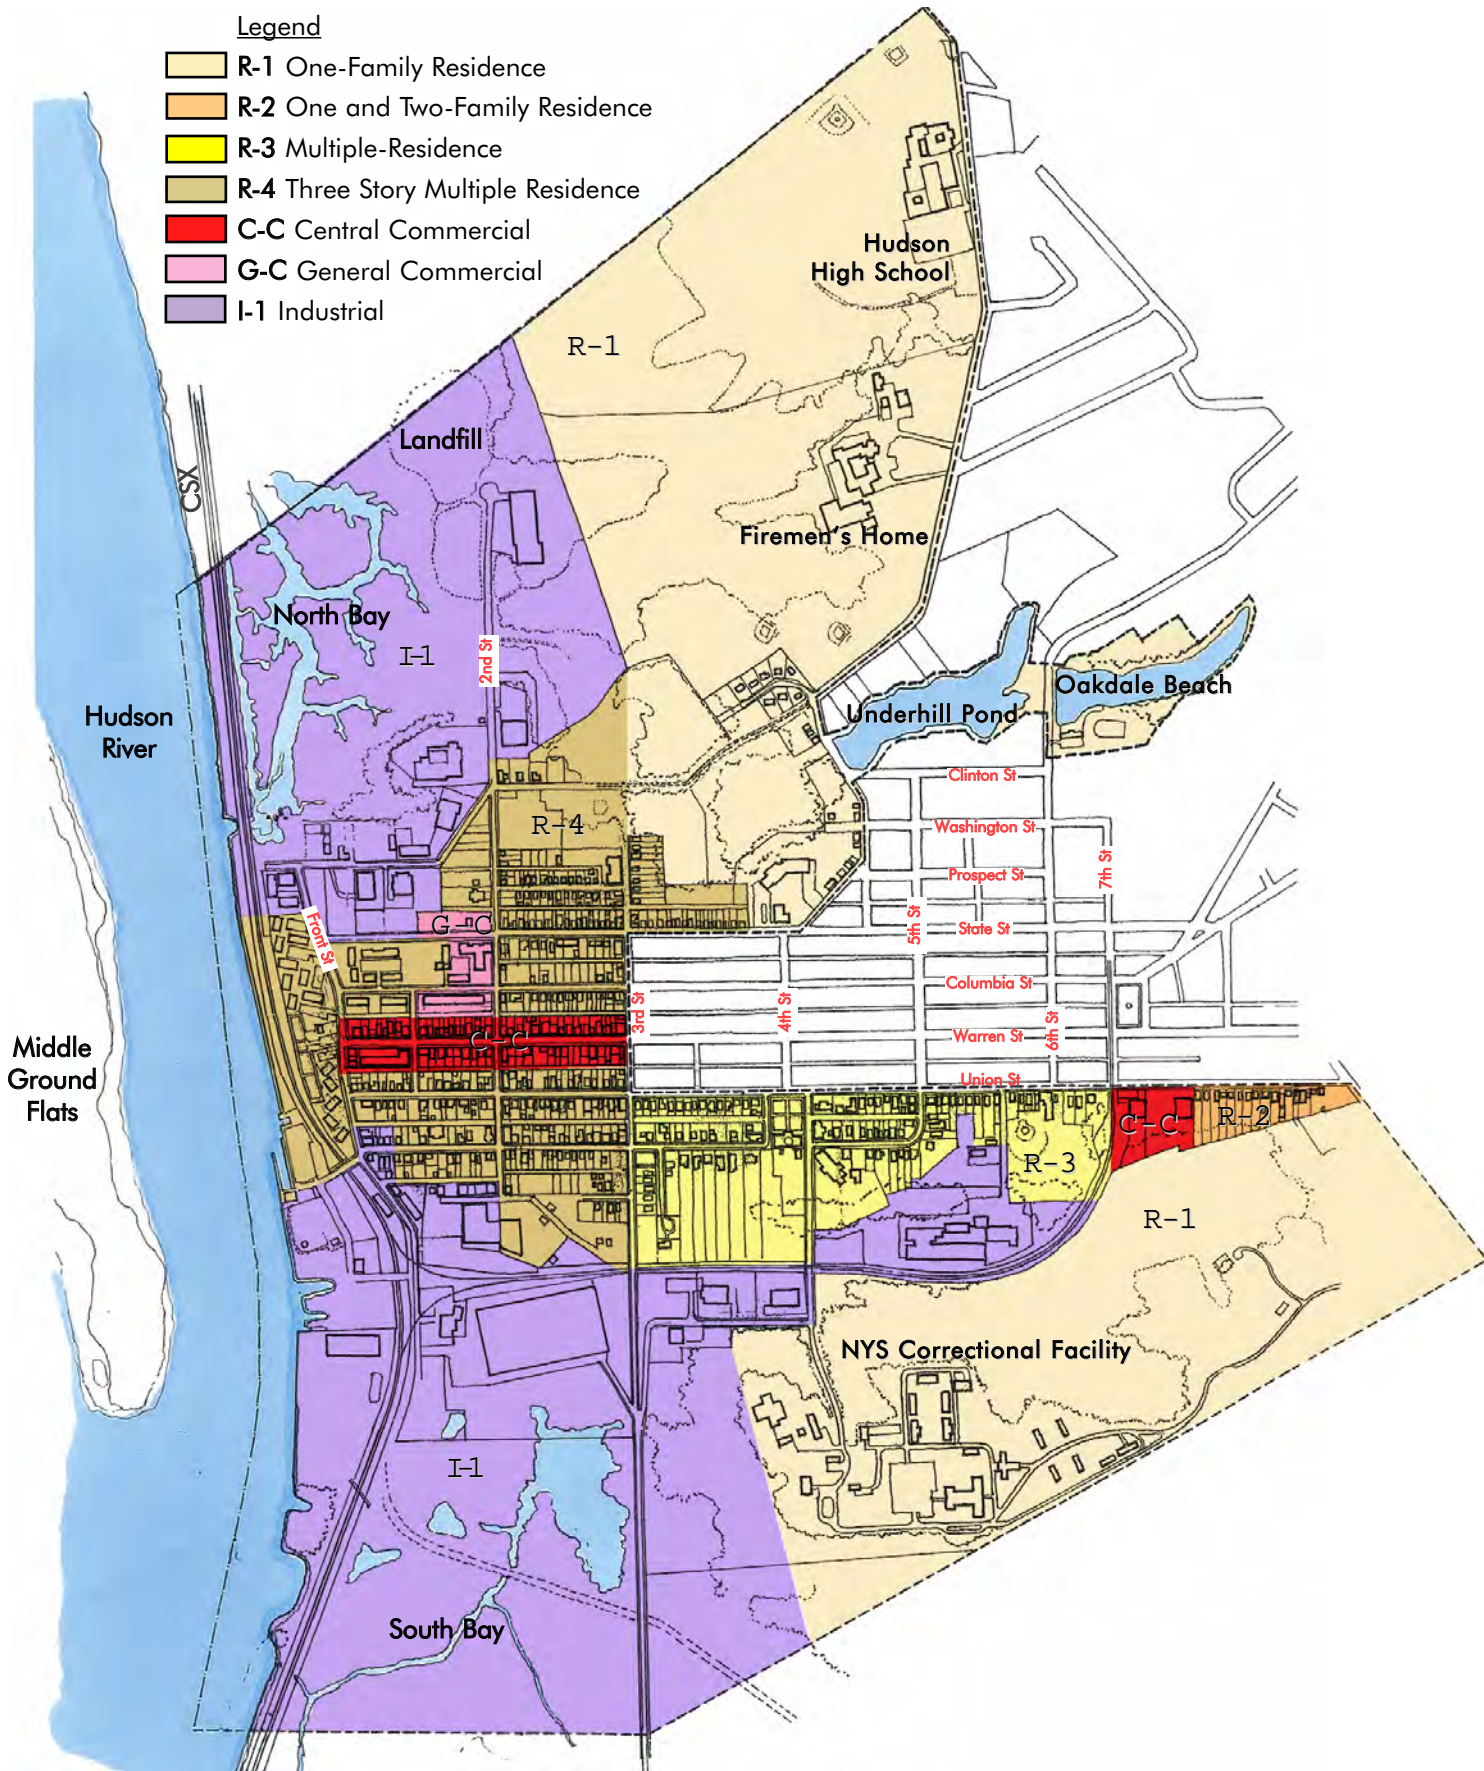 Legend
R-1 One-Family Residence
R-2 One and Two-Family Residence
R-3 Multiple-Residence
R-4 Three Story Multiple Residence
C-C Central Commercial
G-C General Commercial
I-1 Industrial
Hudson
High School
R-1
Landfill
CSX
Firemen's Home
North Bay
I-1
2nd St
Oakdale Beach
Underhill Pond
Hudson
River
Clinton St
R-4
Washington St
7th St
Prospect St
G-C
Front St
5th St
State St
Columbia St
3rd St
4th St
C-C
Warren St
6th St
Middle
Ground
Flats
Union St
C-C
R-2
R-3
R-1
NYS Correctional Facility
I-1
South Bay